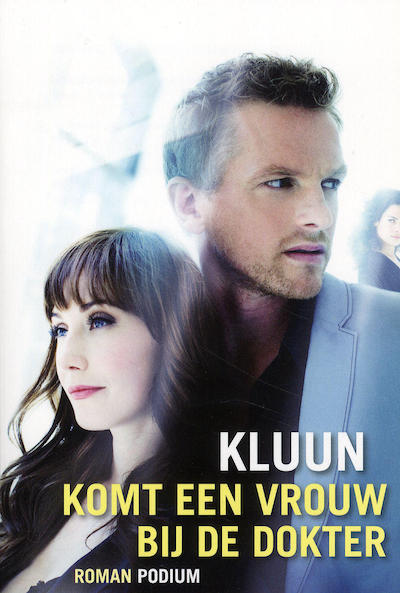 KLUUN
KOMT EEN VROUW
BIJ DE DOKTER
ROMAN PODIUM